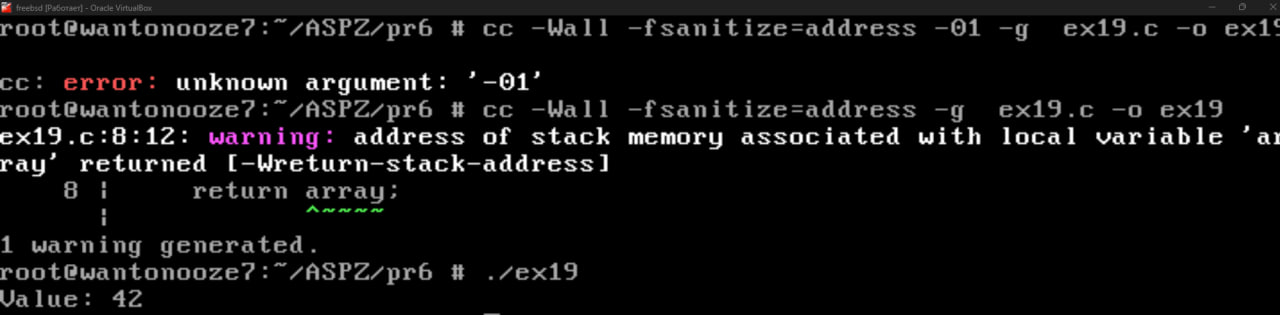 freebsd [Работает] - Oracle VirtualBox
root@wantonooze7:~/ASPZ/pr6 # cc -Wall -fsanitize=address -01 -g  ex19.c -o ex19
cc: error: unknown argument: '-01'
root@wantonooze7:~/ASPZ/pr6 # cc -Wall -fsanitize=address -g  ex19.c -o ex19
ex19.c:8:12: warning: address of stack memory associated with local variable 'ar
ray' returned [-Wreturn-stack-address]
8 |     return array;
|            ^~~~~
1 warning generated.
root@wantonooze7:~/ASPZ/pr6 # ./ex19
Value: 42